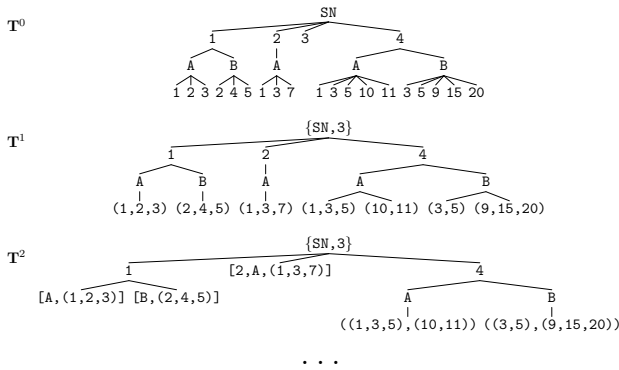 SN
T⁰
1 2 3 4
A B A A B
1 2 3 2 4 5 1 3 7 1 3 5 10 11 3 5 9 15 20
{SN,3}
T¹
1 2 4
A B A A B
(1,2,3) (2,4,5) (1,3,7) (1,3,5) (10,11) (3,5) (9,15,20)
{SN,3}
T²
1 [2,A,(1,3,7)] 4
[A,(1,2,3)] [B,(2,4,5)] A B
((1,3,5),(10,11)) ((3,5),(9,15,20))
. . .